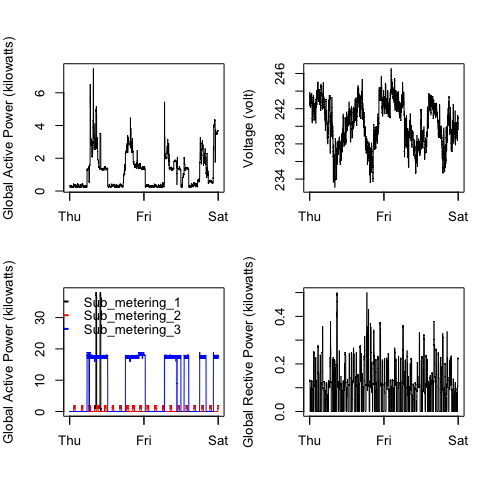 Global Active Power (kilowatts)
6
4
2
0
Thu
Fri
Sat
Voltage (volt)
246
242
238
234
Thu
Fri
Sat
Global Active Power (kilowatts)
30
20
10
0
Sub_metering_1
Sub_metering_2
Sub_metering_3
Thu
Fri
Sat
Global Rective Power (kilowatts)
0.4
0.2
0.0
Thu
Fri
Sat